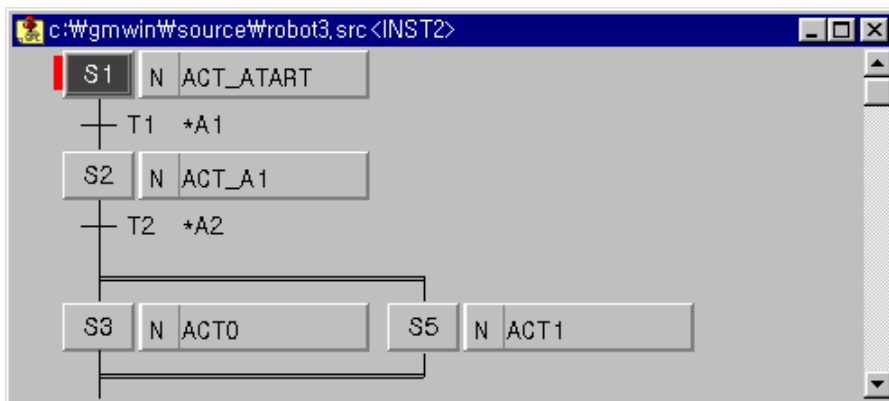 c:₩gmwin₩source₩robot3.src<INST2>
S1 N ACT_ATART
T1 *A1
S2 N ACT_A1
T2 *A2
S3 N ACT0 S5 N ACT1